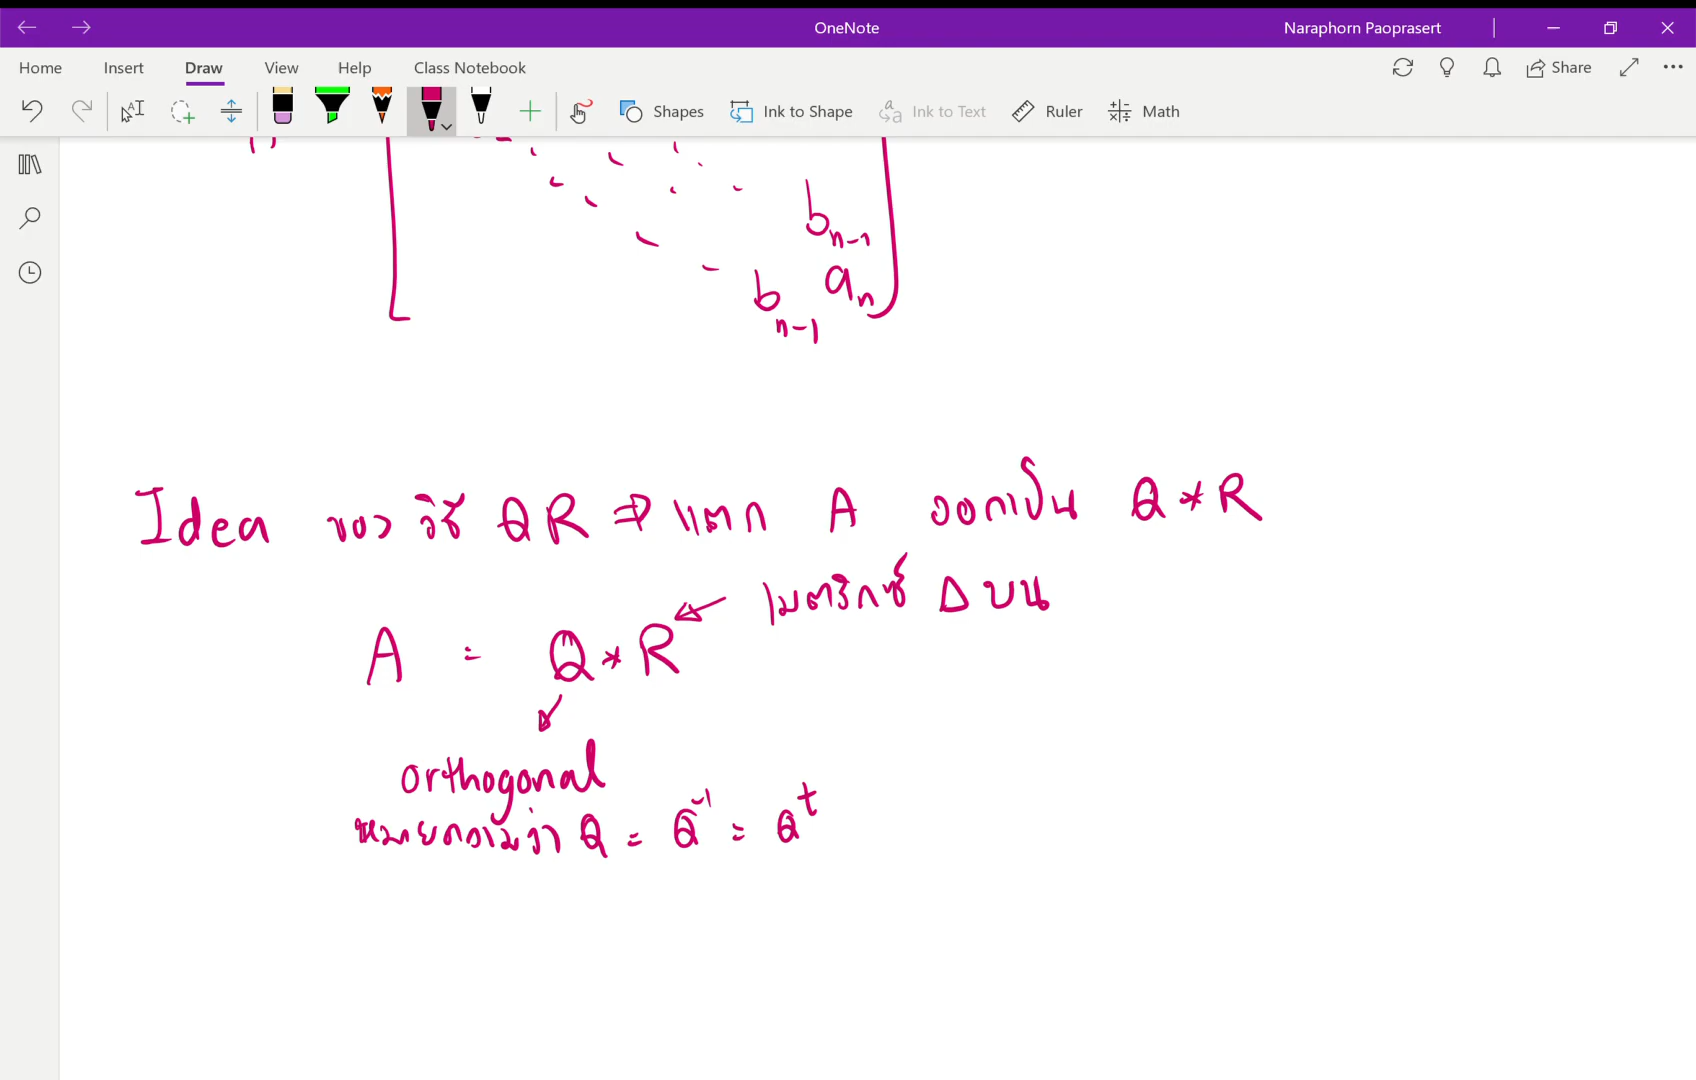 OneNote
Naraphorn Paoprasert
Home Insert Draw View Help Class Notebook
Share
Shapes
Ink to Shape
Ink to Text
Ruler
Math
b n-1
b n-1 a n
Idea ของวิธี QR ⇒ แตก A ออกเป็น Q * R
A = Q * R ← เมตริกซ์ Δ บน
orthogonal
หมายความว่า Q = Q⁻¹ = Qᵗ